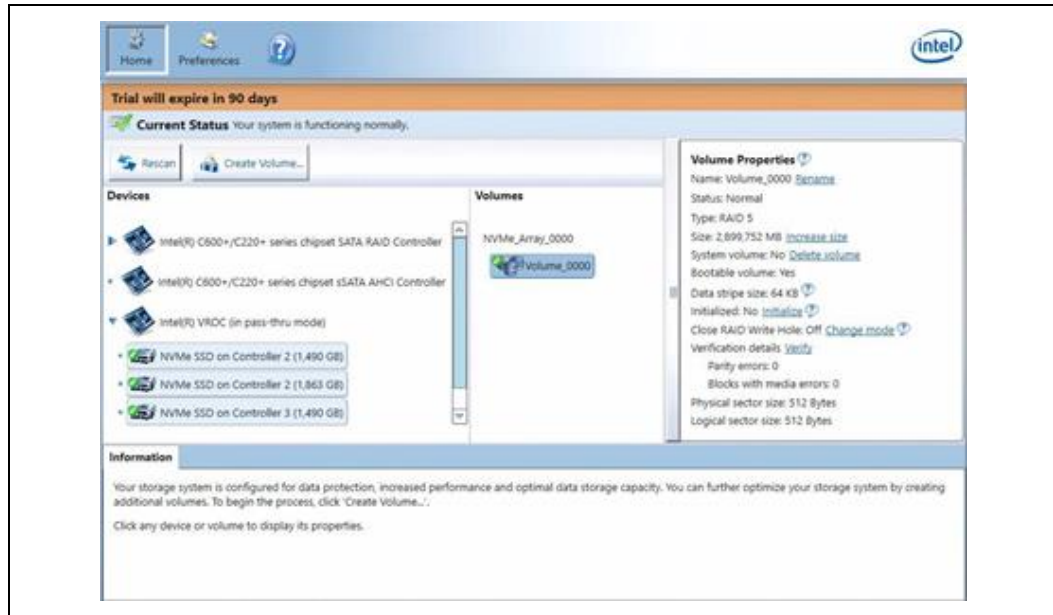 Home
Preferences
intel
Trial will expire in 90 days
Current Status Your system is functioning normally.
Rescan
Create Volume...
Devices
Intel(R) C600+/C220+ series chipset SATA RAID Controller
Intel(R) C600+/C220+ series chipset sSATA AHCI Controller
Intel(R) VROC (in pass-thru mode)
NVMe SSD on Controller 2 (1,490 GB)
NVMe SSD on Controller 2 (1,863 GB)
NVMe SSD on Controller 3 (1,490 GB)
Volumes
NVMe_Array_0000
Volume_0000
Volume Properties ?
Name: Volume_0000 Rename
Status: Normal
Type: RAID 5
Size: 2,899,752 MB Increase size
System volume: No Delete volume
Bootable volume: Yes
Data stripe size: 64 KB ?
Initialized: No Initialize ?
Close RAID Write Hole: Off Change mode ?
Verification details Verify
Parity errors: 0
Blocks with media errors: 0
Physical sector size: 512 Bytes
Logical sector size: 512 Bytes
Information
Your storage system is configured for data protection, increased performance and optimal data storage capacity. You can further optimize your storage system by creating
additional volumes. To begin the process, click 'Create Volume...'.
Click any device or volume to display its properties.